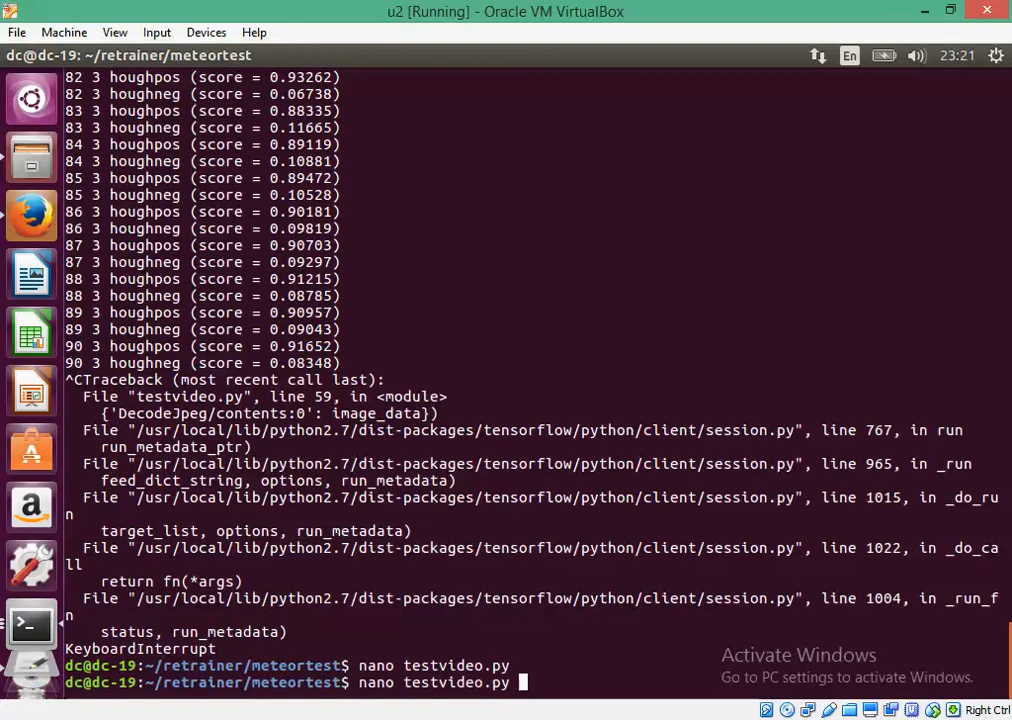 u2 [Running] - Oracle VM VirtualBox
File Machine View Input Devices Help
dc@dc-19: ~/retrainer/meteortest
En
23:21
82 3 houghpos (score = 0.93262)
82 3 houghneg (score = 0.06738)
83 3 houghpos (score = 0.88335)
83 3 houghneg (score = 0.11665)
84 3 houghpos (score = 0.89119)
84 3 houghneg (score = 0.10881)
85 3 houghpos (score = 0.89472)
85 3 houghneg (score = 0.10528)
86 3 houghpos (score = 0.90181)
86 3 houghneg (score = 0.09819)
87 3 houghpos (score = 0.90703)
87 3 houghneg (score = 0.09297)
88 3 houghpos (score = 0.91215)
88 3 houghneg (score = 0.08785)
89 3 houghpos (score = 0.90957)
89 3 houghneg (score = 0.09043)
90 3 houghpos (score = 0.91652)
90 3 houghneg (score = 0.08348)
^CTraceback (most recent call last):
File "testvideo.py", line 59, in <module>
{'DecodeJpeg/contents:0': image_data})
File "/usr/local/lib/python2.7/dist-packages/tensorflow/python/client/session.py", line 767, in run
run_metadata_ptr)
File "/usr/local/lib/python2.7/dist-packages/tensorflow/python/client/session.py", line 965, in _run
feed_dict_string, options, run_metadata)
File "/usr/local/lib/python2.7/dist-packages/tensorflow/python/client/session.py", line 1015, in _do_ru
n
target_list, options, run_metadata)
File "/usr/local/lib/python2.7/dist-packages/tensorflow/python/client/session.py", line 1022, in _do_ca
ll
return fn(*args)
File "/usr/local/lib/python2.7/dist-packages/tensorflow/python/client/session.py", line 1004, in _run_f
n
status, run_metadata)
KeyboardInterrupt
dc@dc-19:~/retrainer/meteortest$ nano testvideo.py
dc@dc-19:~/retrainer/meteortest$ nano testvideo.py
Activate Windows
Go to PC settings to activate Windows.
Right Ctrl